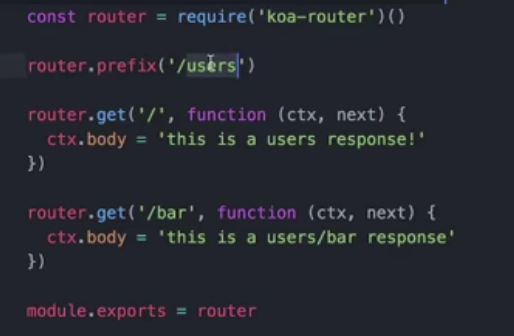 const router = require('koa-router')()
router.prefix('/users')
router.get('/', function (ctx, next) {
ctx.body = 'this is a users response!'
})
router.get('/bar', function (ctx, next) {
ctx.body = 'this is a users/bar response'
})
module.exports = router